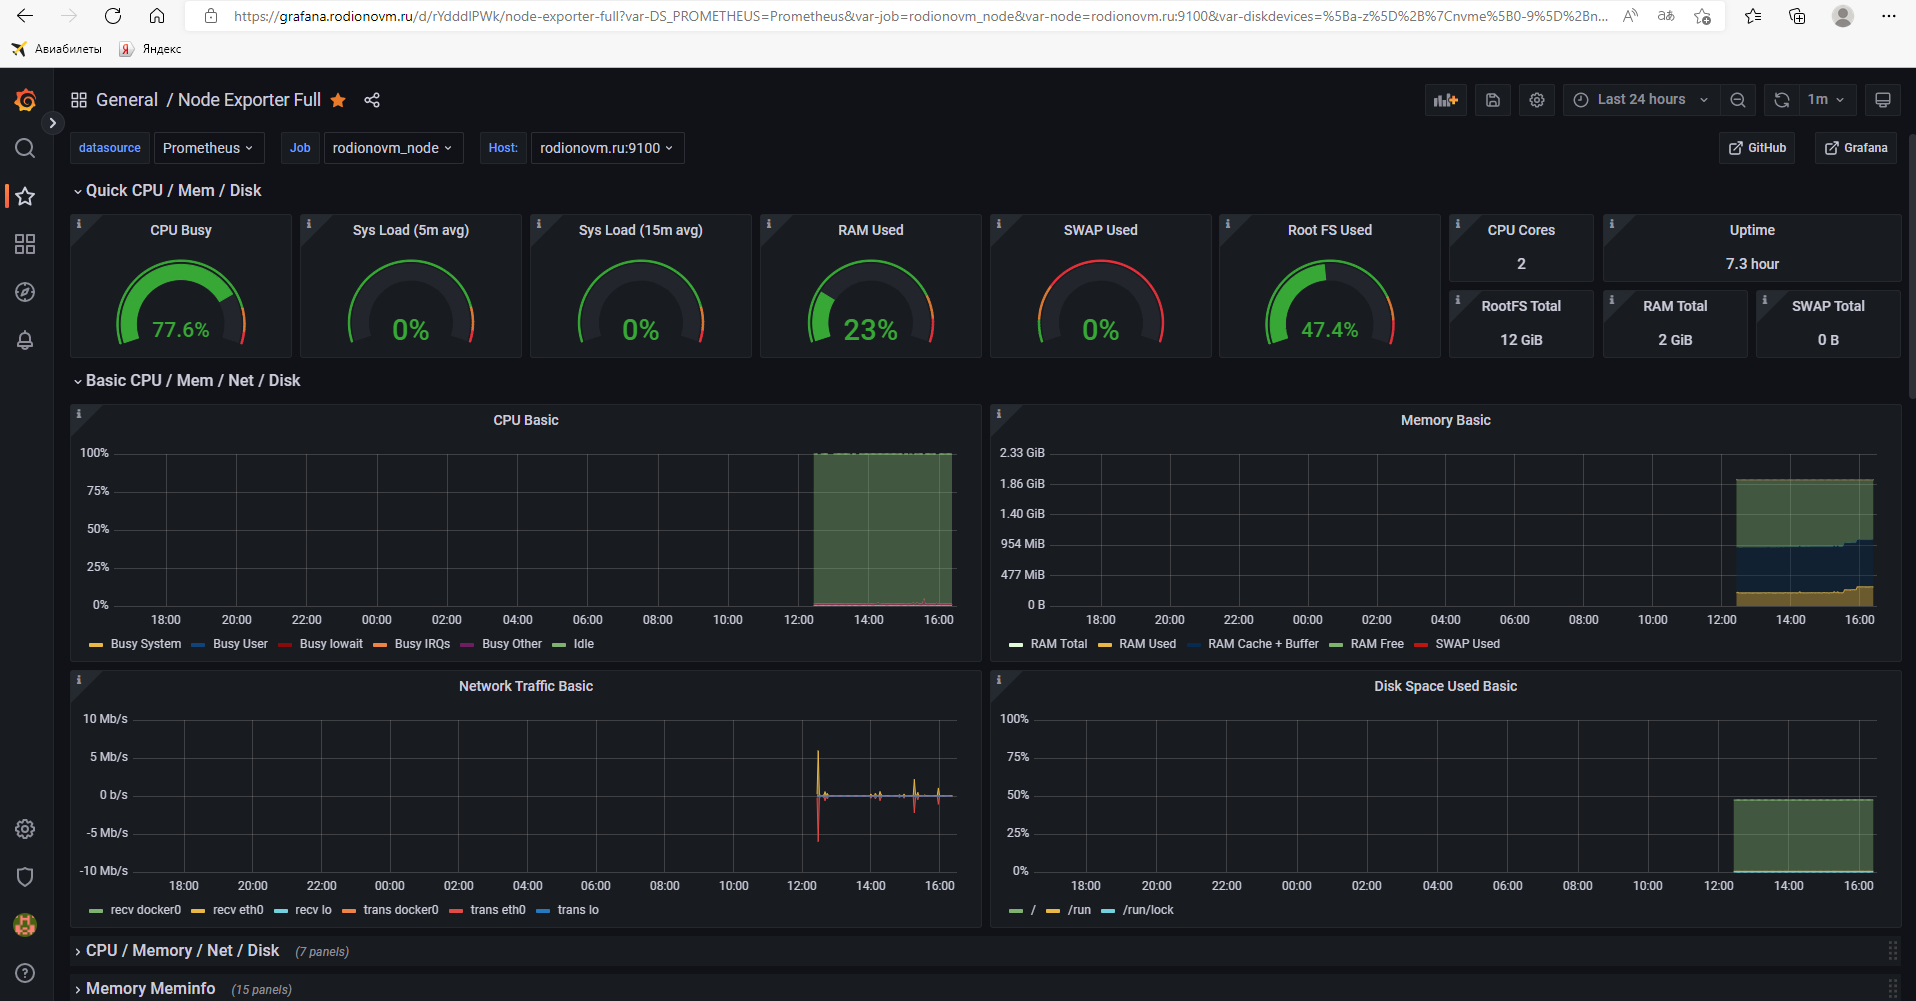 https://grafana.rodionovm.ru/d/rYdddlPWk/node-exporter-full?var-DS_PROMETHEUS=Prometheus&var-job=rodionovm_node&var-node=rodionovm.ru:9100&var-diskdevices=%5Ba-z%5D%2B%7Cnvme%5B0-9%5D%2Bn...
Авиабилеты Яндекс
General / Node Exporter Full
Last 24 hours 1m
datasource Prometheus Job rodionovm_node Host: rodionovm.ru:9100 GitHub Grafana
Quick CPU / Mem / Disk
CPU Busy
77.6%
Sys Load (5m avg)
0%
Sys Load (15m avg)
0%
RAM Used
23%
SWAP Used
0%
Root FS Used
47.4%
CPU Cores
2
Uptime
7.3 hour
RootFS Total
12 GiB
RAM Total
2 GiB
SWAP Total
0 B
Basic CPU / Mem / Net / Disk
CPU Basic
100%
75%
50%
25%
0%
18:00 20:00 22:00 00:00 02:00 04:00 06:00 08:00 10:00 12:00 14:00 16:00
Busy System Busy User Busy Iowait Busy IRQs Busy Other Idle
Memory Basic
2.33 GiB
1.86 GiB
1.40 GiB
954 MiB
477 MiB
0 B
18:00 20:00 22:00 00:00 02:00 04:00 06:00 08:00 10:00 12:00 14:00 16:00
RAM Total RAM Used RAM Cache + Buffer RAM Free SWAP Used
Network Traffic Basic
10 Mb/s
5 Mb/s
0 b/s
-5 Mb/s
-10 Mb/s
18:00 20:00 22:00 00:00 02:00 04:00 06:00 08:00 10:00 12:00 14:00 16:00
recv docker0 recv eth0 recv lo trans docker0 trans eth0 trans lo
Disk Space Used Basic
100%
75%
50%
25%
0%
18:00 20:00 22:00 00:00 02:00 04:00 06:00 08:00 10:00 12:00 14:00 16:00
/ /run /run/lock
CPU / Memory / Net / Disk (7 panels)
Memory Meminfo (15 panels)